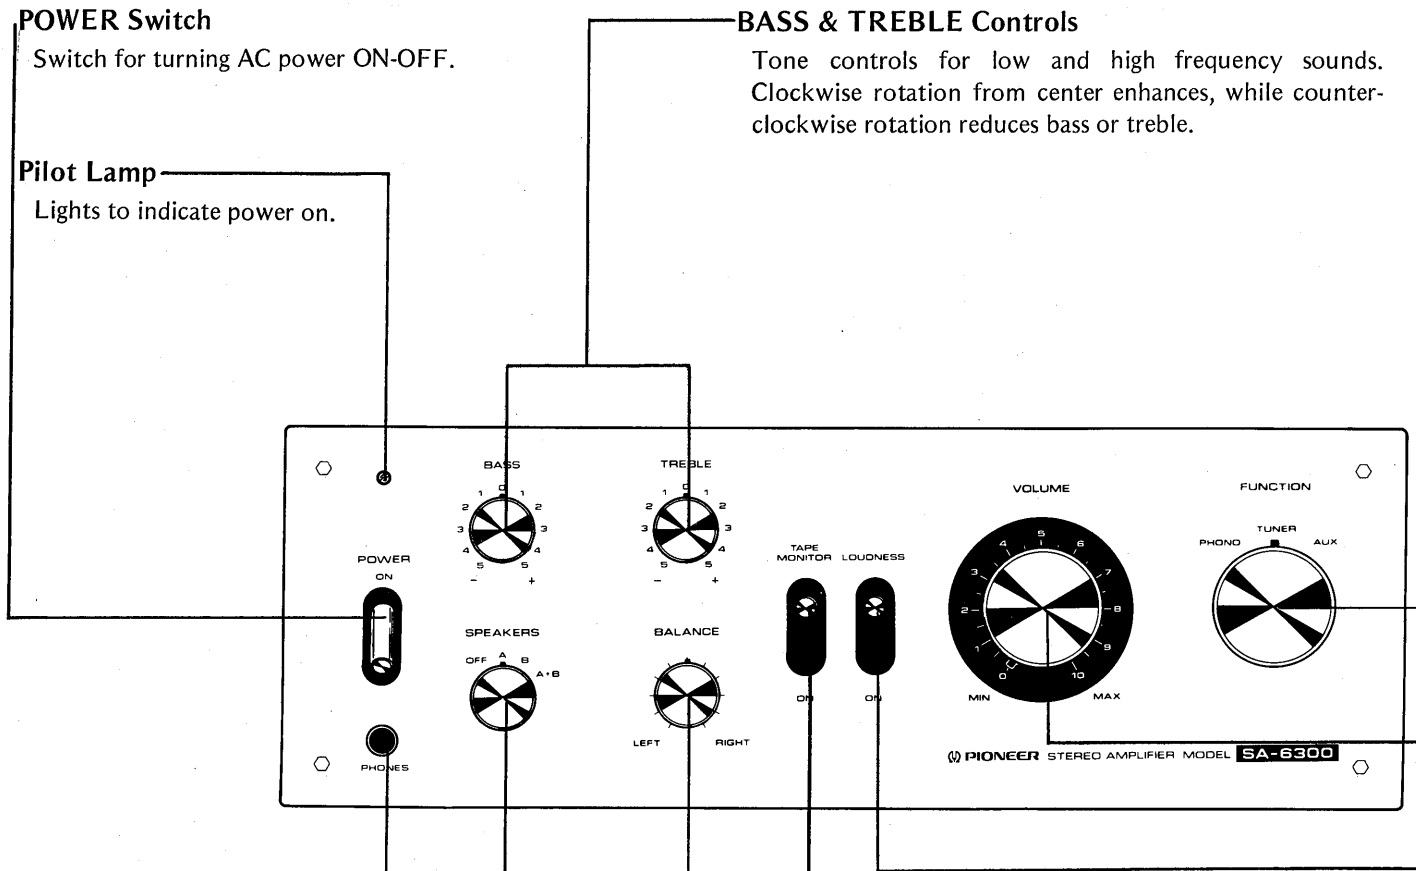 POWER Switch
Switch for turning AC power ON-OFF.
Pilot Lamp
Lights to indicate power on.
BASS & TREBLE Controls
Tone controls for low and high frequency sounds.
Clockwise rotation from center enhances, while counter-
clockwise rotation reduces bass or treble.
POWER
ON
PHONES
BASS
5 4 3 2 1 0 1 2 3 4 5
- +
TREBLE
5 4 3 2 1 0 1 2 3 4 5
- +
SPEAKERS
OFF A B A+B
BALANCE
LEFT RIGHT
TAPE
MONITOR
ON
LOUDNESS
ON
VOLUME
0 1 2 3 4 5 6 7 8 9 10
MIN MAX
FUNCTION
PHONO TUNER AUX
PIONEER STEREO AMPLIFIER MODEL SA-6300